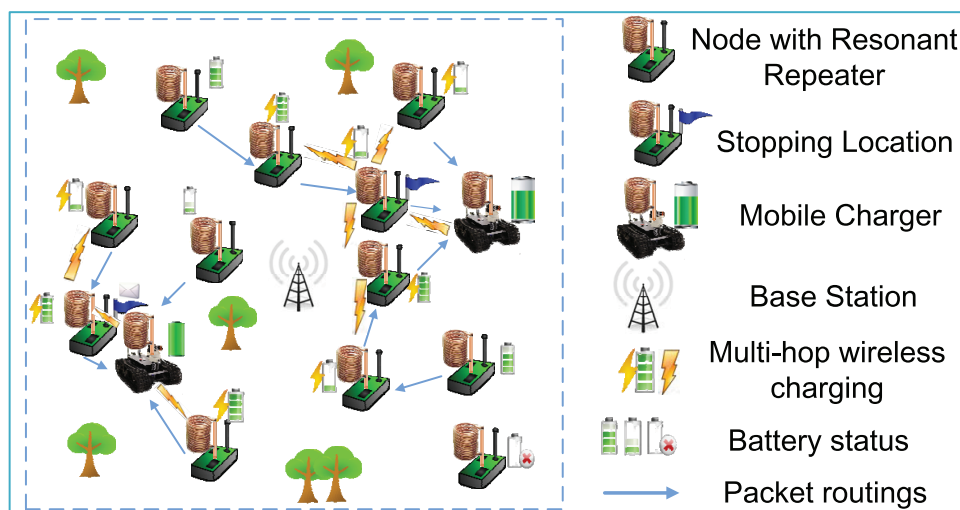 Node with Resonant
Repeater
Stopping Location
Mobile Charger
Base Station
Multi-hop wireless
charging
Battery status
Packet routings